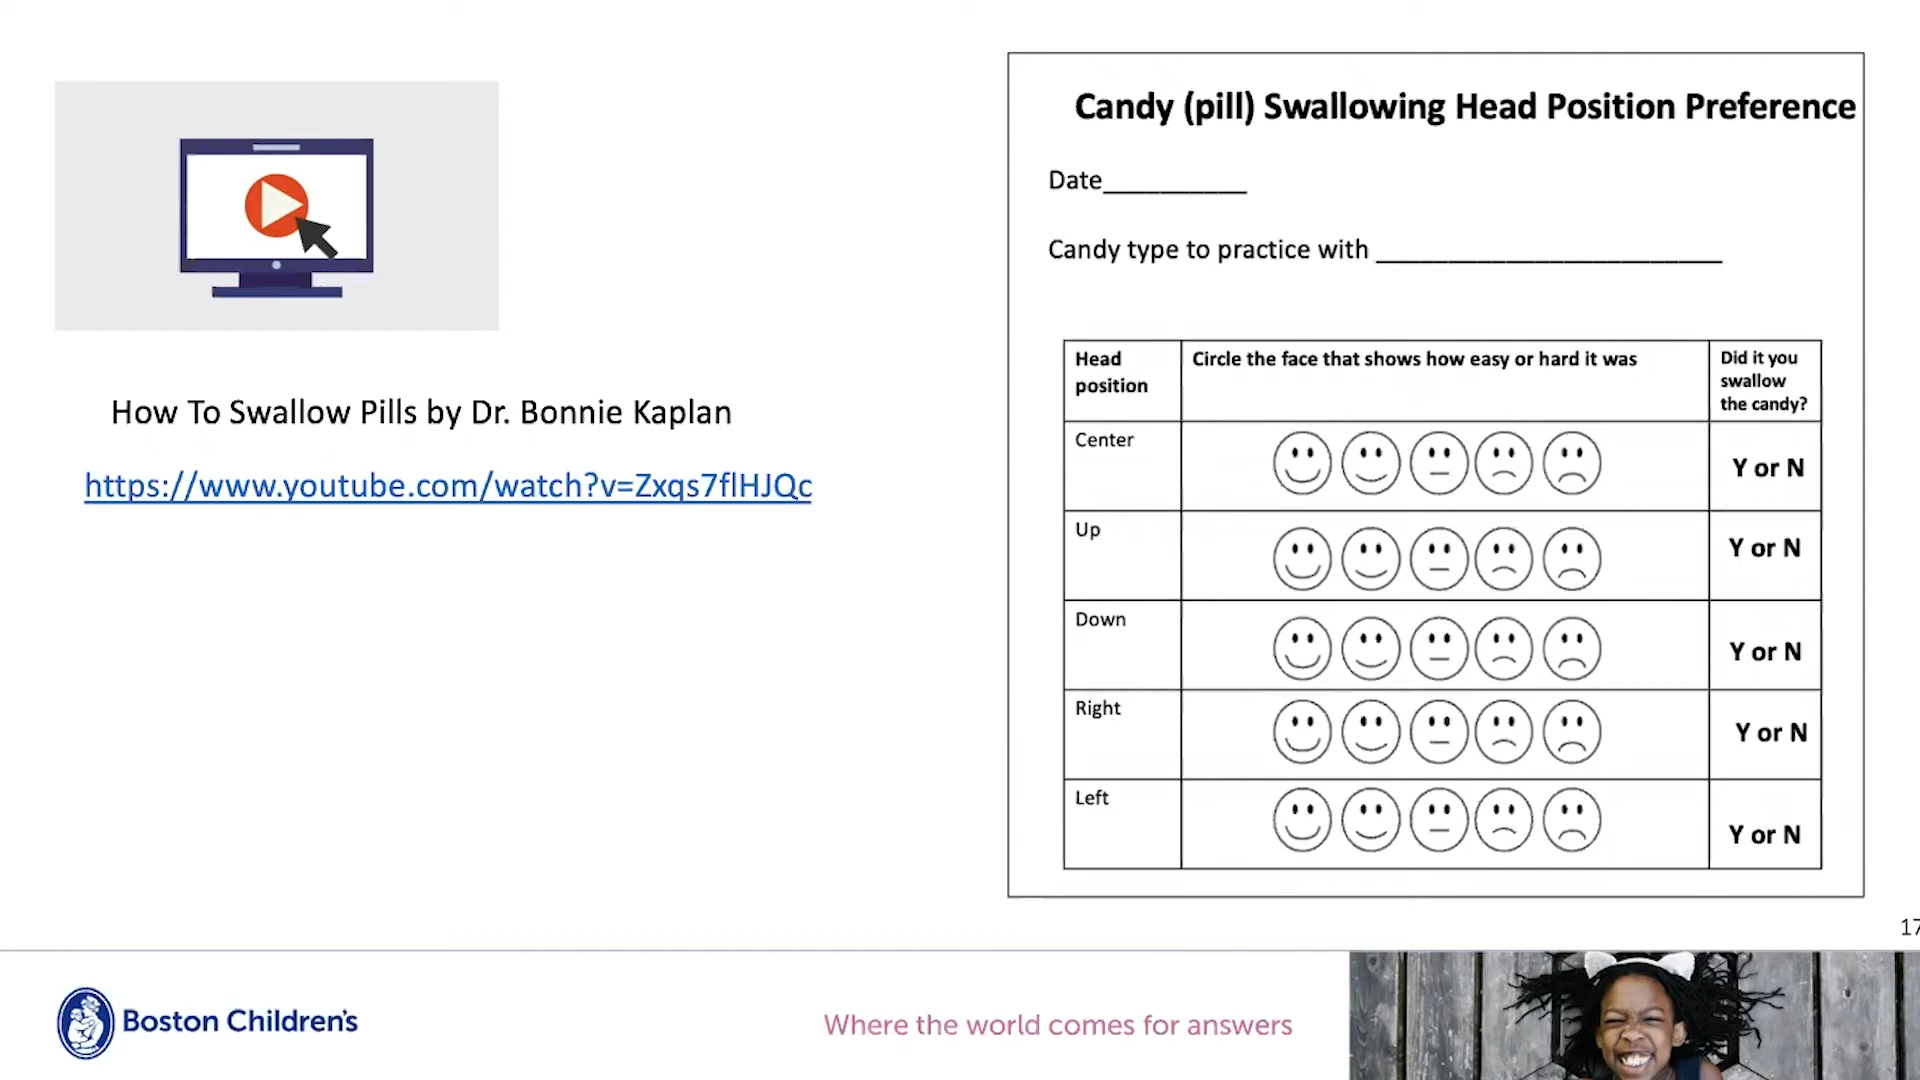 How To Swallow Pills by Dr. Bonnie Kaplan
https://www.youtube.com/watch?v=Zxqs7flHJQc
Candy (pill) Swallowing Head Position Preference
Date__________
Candy type to practice with ________________________
Head
position
Circle the face that shows how easy or hard it was
Did it you
swallow
the candy?
Center
Y or N
Up
Y or N
Down
Y or N
Right
Y or N
Left
Y or N
17
Boston Children's
Where the world comes for answers